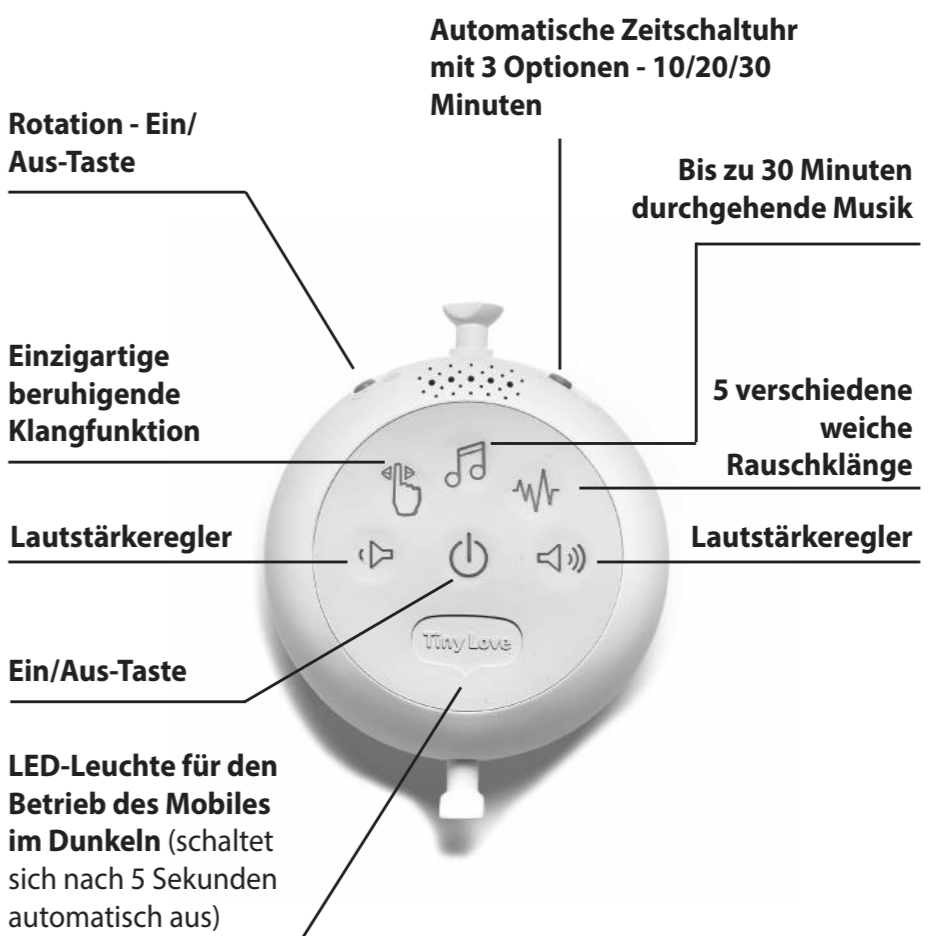 Automatische Zeitschaltuhr
mit 3 Optionen - 10/20/30
Minuten
Rotation - Ein/
Aus-Taste
Bis zu 30 Minuten
durchgehende Musik
Einzigartige
beruhigende
Klangfunktion
5 verschiedene
weiche
Rauschklänge
Lautstärkeregler
Lautstärkeregler
Tiny Love
Ein/Aus-Taste
LED-Leuchte für den
Betrieb des Mobiles
im Dunkeln (schaltet
sich nach 5 Sekunden
automatisch aus)